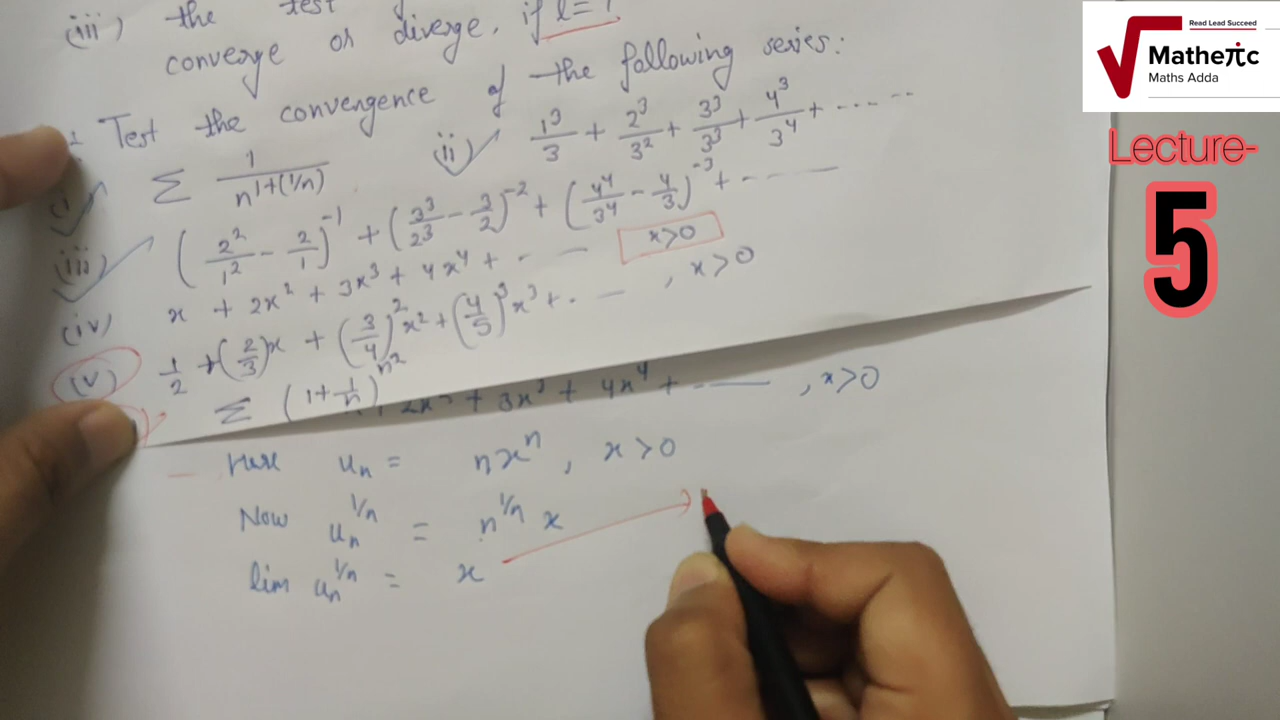 (iii) the test
converge or diverge, if l = 1
Test the convergence of the following series:
(i) Σ 1/n^(1+(1/n)) (ii) 1³/3 + 2³/3² + 3³/3³ + 4³/3⁴ + ......
(iii) (2²/1² - 2/1)^-1 + (3³/2³ - 3/2)^-2 + (4⁴/3⁴ - 4/3)^-3 + - ——
(iv) x + 2x² + 3x³ + 4x⁴ + - . — x>0
(v) 1/2 + (2/3)x + (3/4)²x² + (4/5)³x³ + . - — , x>0
Σ (1+1/n)^n²
2x² + 3x³ + 4x⁴ + - —— , x>0
Here uₙ = nxⁿ, x>0
Now uₙ^1/n = n^1/n x
lim uₙ^1/n = x
Read Lead Succeed
Matheπc
Maths Adda
Lecture-
5